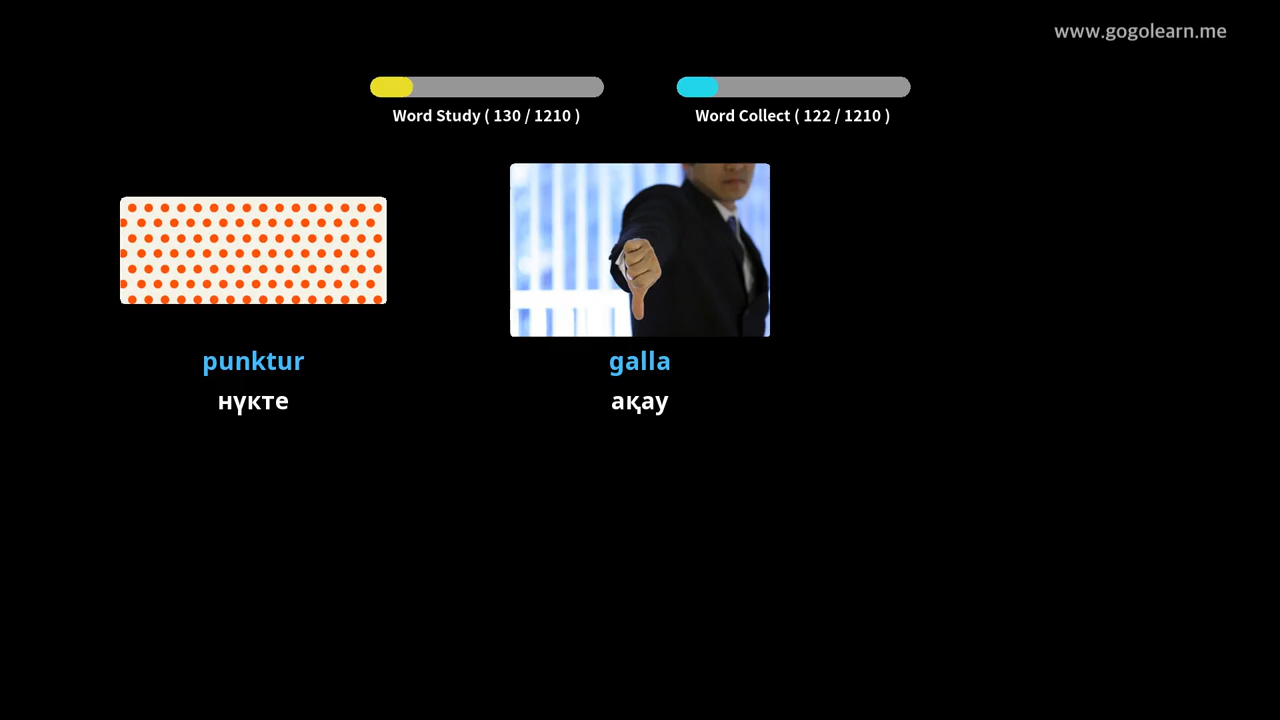 www.gogolearn.me
Word Study ( 130 / 1210 )
Word Collect ( 122 / 1210 )
punktur
нүкте
galla
ақау